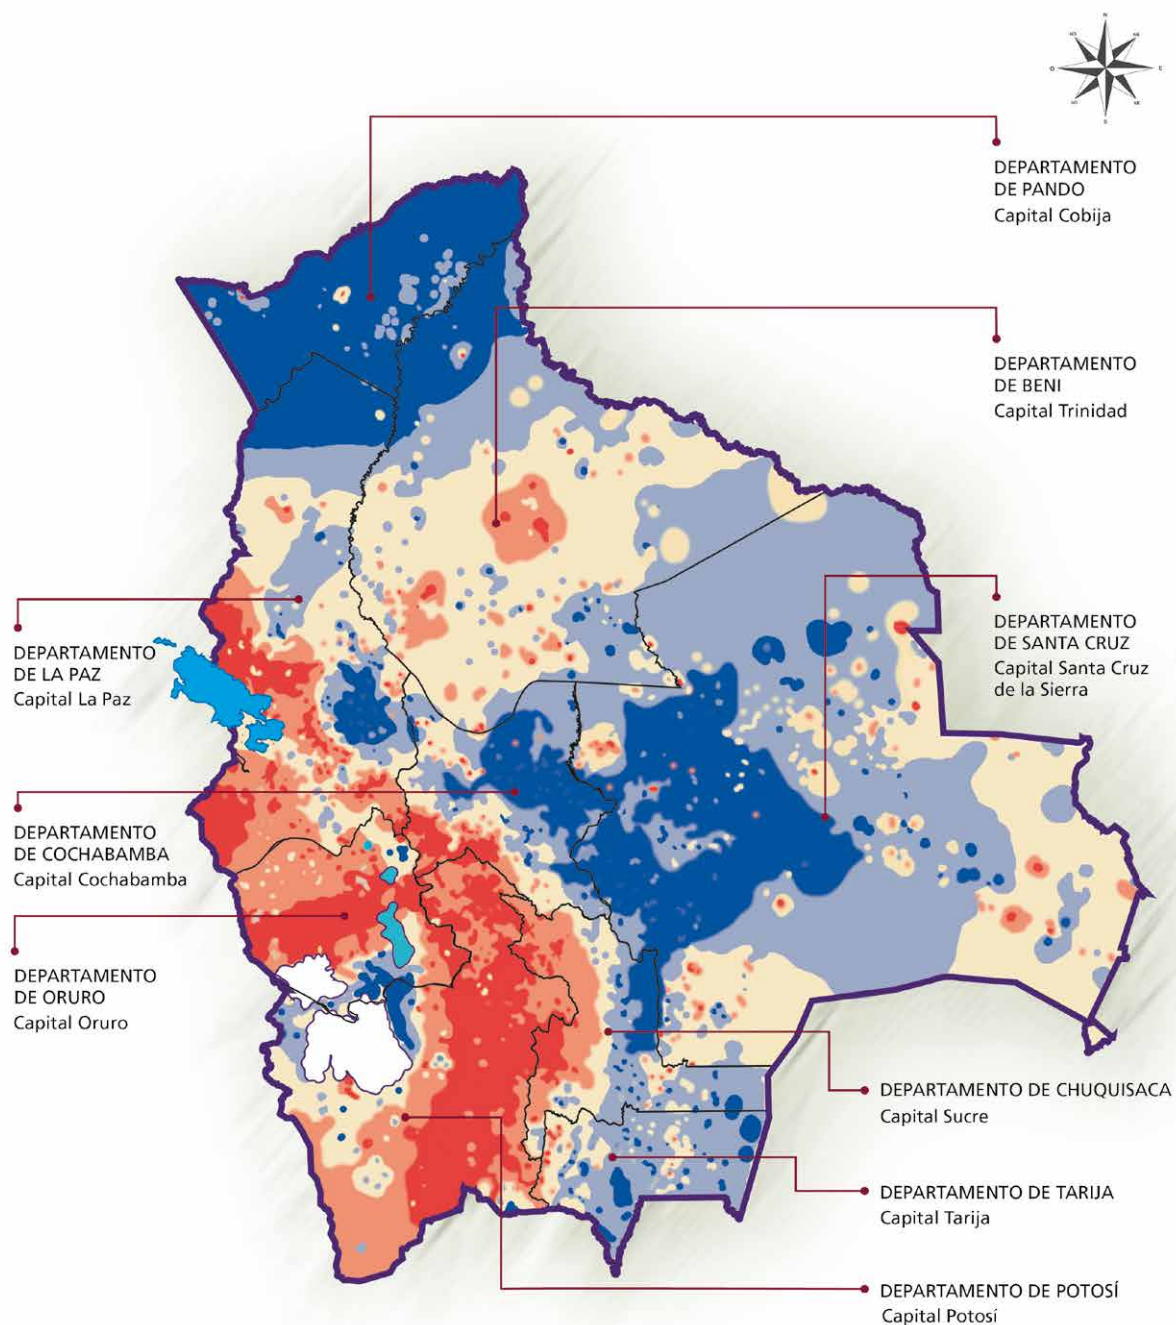 N
NO
NE
O
E
S
DEPARTAMENTO
DE PANDO
Capital Cobija
DEPARTAMENTO
DE BENI
Capital Trinidad
DEPARTAMENTO
DE SANTA CRUZ
Capital Santa Cruz
de la Sierra
DEPARTAMENTO
DE LA PAZ
Capital La Paz
DEPARTAMENTO
DE COCHABAMBA
Capital Cochabamba
DEPARTAMENTO
DE ORURO
Capital Oruro
DEPARTAMENTO DE CHUQUISACA
Capital Sucre
DEPARTAMENTO DE TARIJA
Capital Tarija
DEPARTAMENTO DE POTOSÍ
Capital Potosí